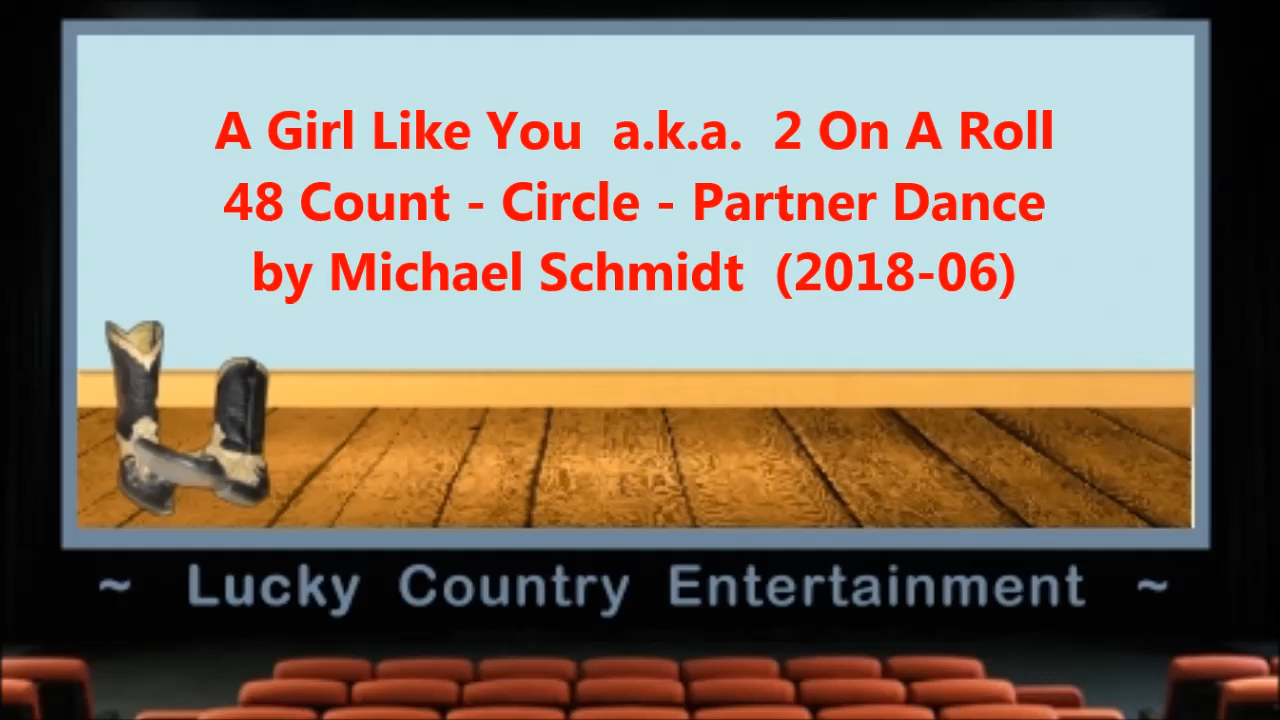 A Girl Like You  a.k.a.  2 On A Roll
48 Count - Circle - Partner Dance
by Michael Schmidt  (2018-06)
~  Lucky  Country  Entertainment  ~